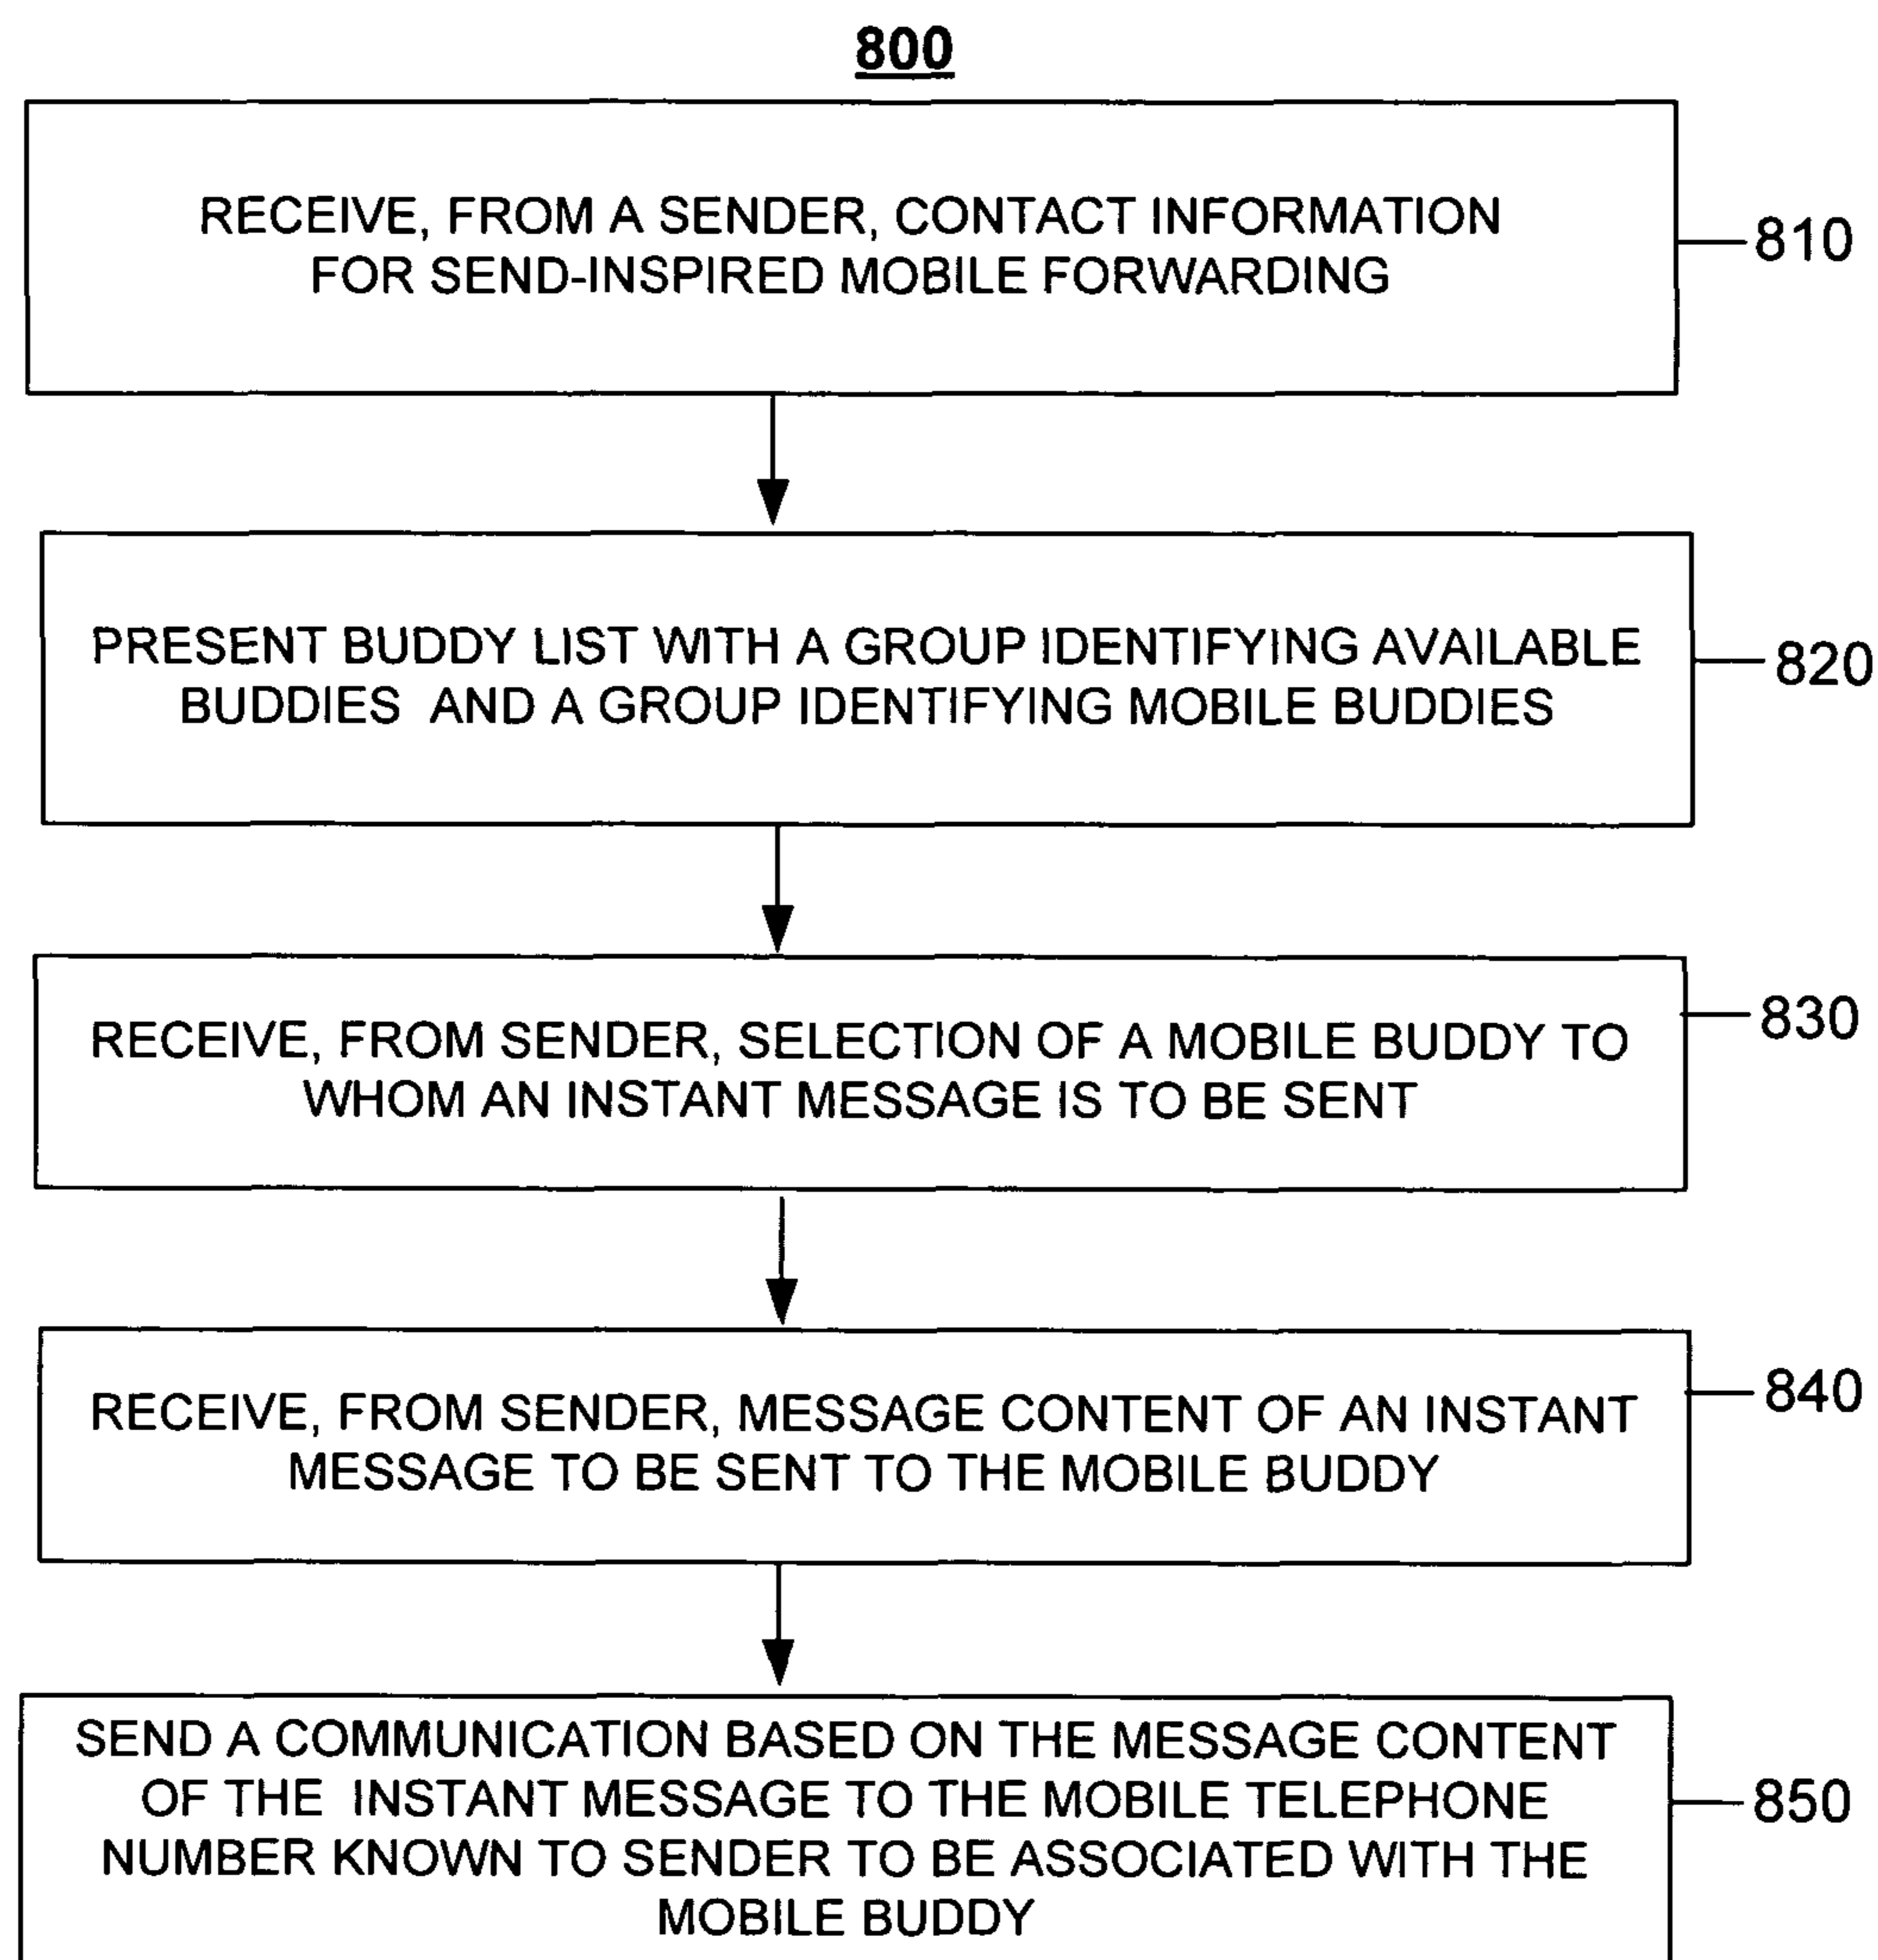 800
RECEIVE, FROM A SENDER, CONTACT INFORMATION
FOR SEND-INSPIRED MOBILE FORWARDING
810
PRESENT BUDDY LIST WITH A GROUP IDENTIFYING AVAILABLE
BUDDIES AND A GROUP IDENTIFYING MOBILE BUDDIES
820
RECEIVE, FROM SENDER, SELECTION OF A MOBILE BUDDY TO
WHOM AN INSTANT MESSAGE IS TO BE SENT
830
RECEIVE, FROM SENDER, MESSAGE CONTENT OF AN INSTANT
MESSAGE TO BE SENT TO THE MOBILE BUDDY
840
SEND A COMMUNICATION BASED ON THE MESSAGE CONTENT
OF THE INSTANT MESSAGE TO THE MOBILE TELEPHONE
NUMBER KNOWN TO SENDER TO BE ASSOCIATED WITH THE
MOBILE BUDDY
850